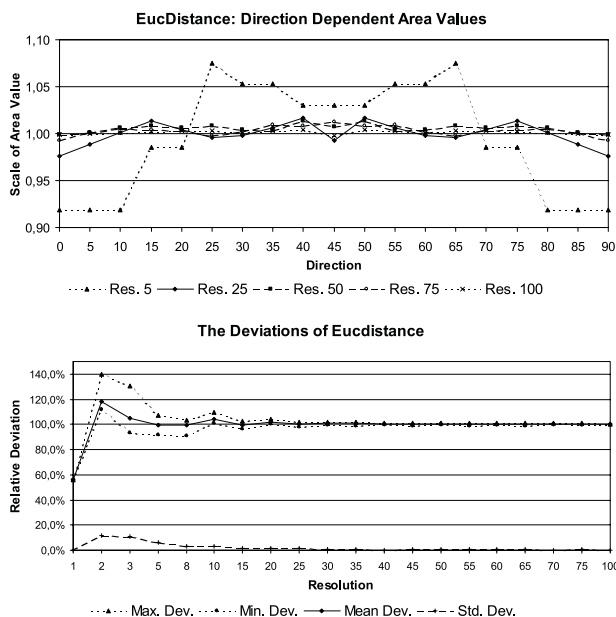 EucDistance: Direction Dependent Area Values
1,10
1,05
1,00
0,95
0,90
Scale of Area Value
0 5 10 15 20 25 30 35 40 45 50 55 60 65 70 75 80 85 90
Direction
Res. 5 Res. 25 Res. 50 Res. 75 Res. 100
The Deviations of Eucdistance
140,0%
120,0%
100,0%
80,0%
60,0%
40,0%
20,0%
0,0%
Relative Deviation
1 2 3 5 8 10 15 20 25 30 35 40 45 50 55 60 65 70 75 100
Resolution
Max. Dev. Min. Dev. Mean Dev. Std. Dev.